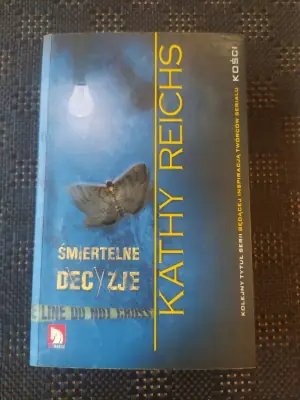 KATHY REICHS
KOLEJNY TYTUŁ SERII BĘDĄCEJ INSPIRACJĄ TWÓRCÓW SERIALU KOŚCI
ŚMIERTELNE
DECYZJE
E LINE DO NOT CROSS